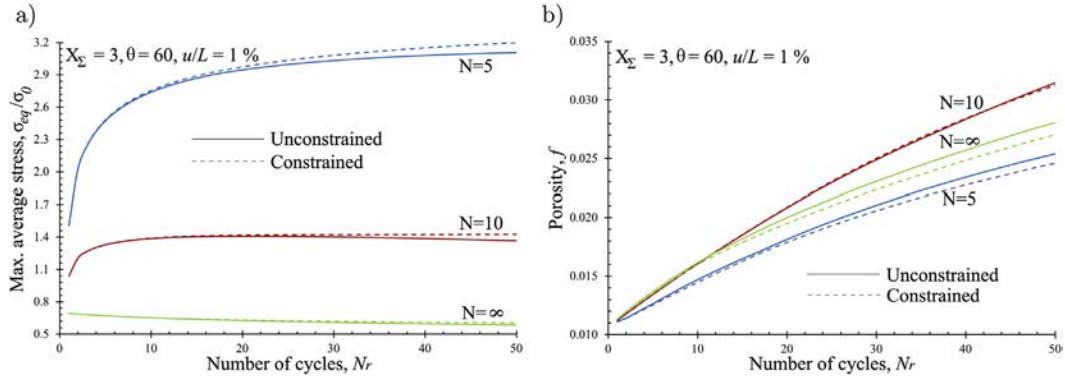 a)
X_Σ = 3, θ = 60, u/L = 1 %
3.2
2.9
2.6
2.3
2.0
1.7
1.4
1.1
0.8
0.5
Max. average stress, σ_eq/σ_0
N=5
Unconstrained
Constrained
N=10
N=∞
0 10 20 30 40 50
Number of cycles, Nr
b)
X_Σ = 3, θ = 60, u/L = 1 %
0.035
0.030
0.025
0.020
0.015
0.010
Porosity, f
N=10
N=∞
N=5
Unconstrained
Constrained
0 10 20 30 40 50
Number of cycles, Nr